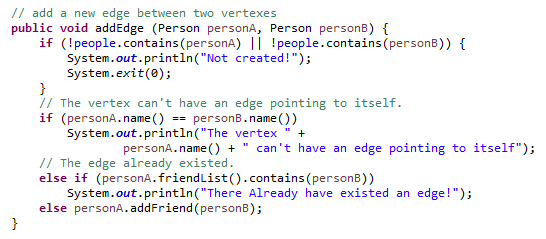 // add a new edge between two vertexes
public void addEdge (Person personA, Person personB) {
    if (!people.contains(personA) || !people.contains(personB)) {
        System.out.println("Not created!");
        System.exit(0);
    }
    // The vertex can't have an edge pointing to itself.
    if (personA.name() == personB.name())
        System.out.println("The vertex " +
                personA.name() + " can't have an edge pointing to itself");
    // The edge already existed.
    else if (personA.friendList().contains(personB))
        System.out.println("There Already have existed an edge!");
    else personA.addFriend(personB);
}